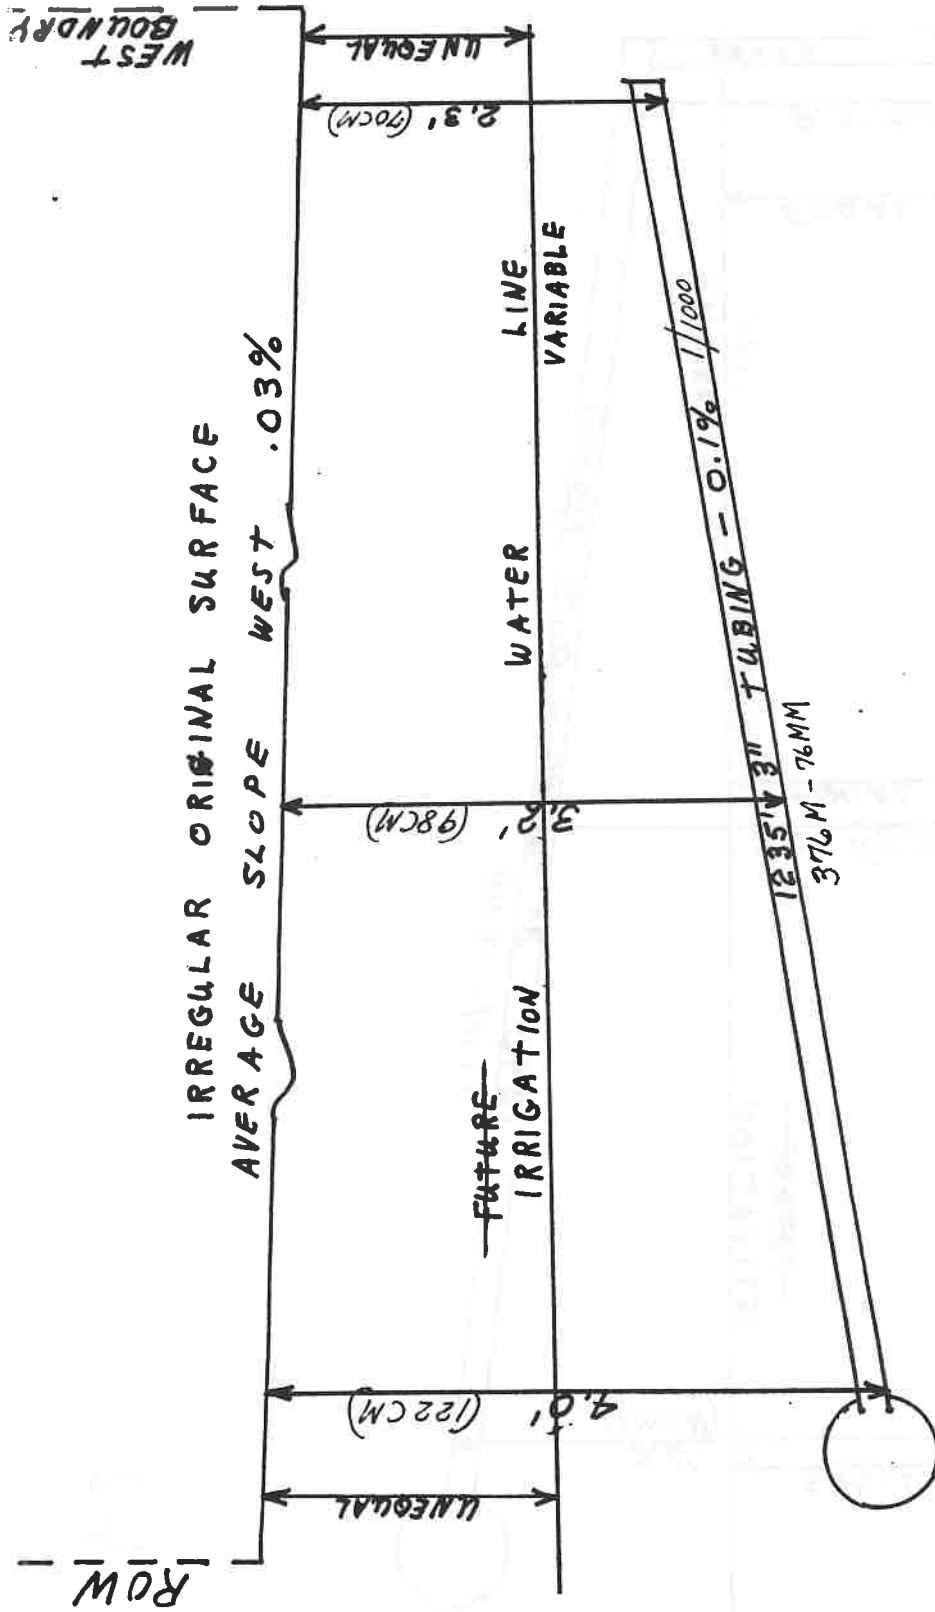 WEST
BOUNDRY
ROW
IRREGULAR ORIGINAL SURFACE
AVERAGE SLOPE WEST .03%
UNEQUAL
4.0' (122CM)
3.2' (98CM)
2.3' (70CM)
UNEQUAL
FUTURE
IRRIGATION WATER LINE
VARIABLE
1235' 3" TUBING - 0.1% 1/1000
376M - 76MM